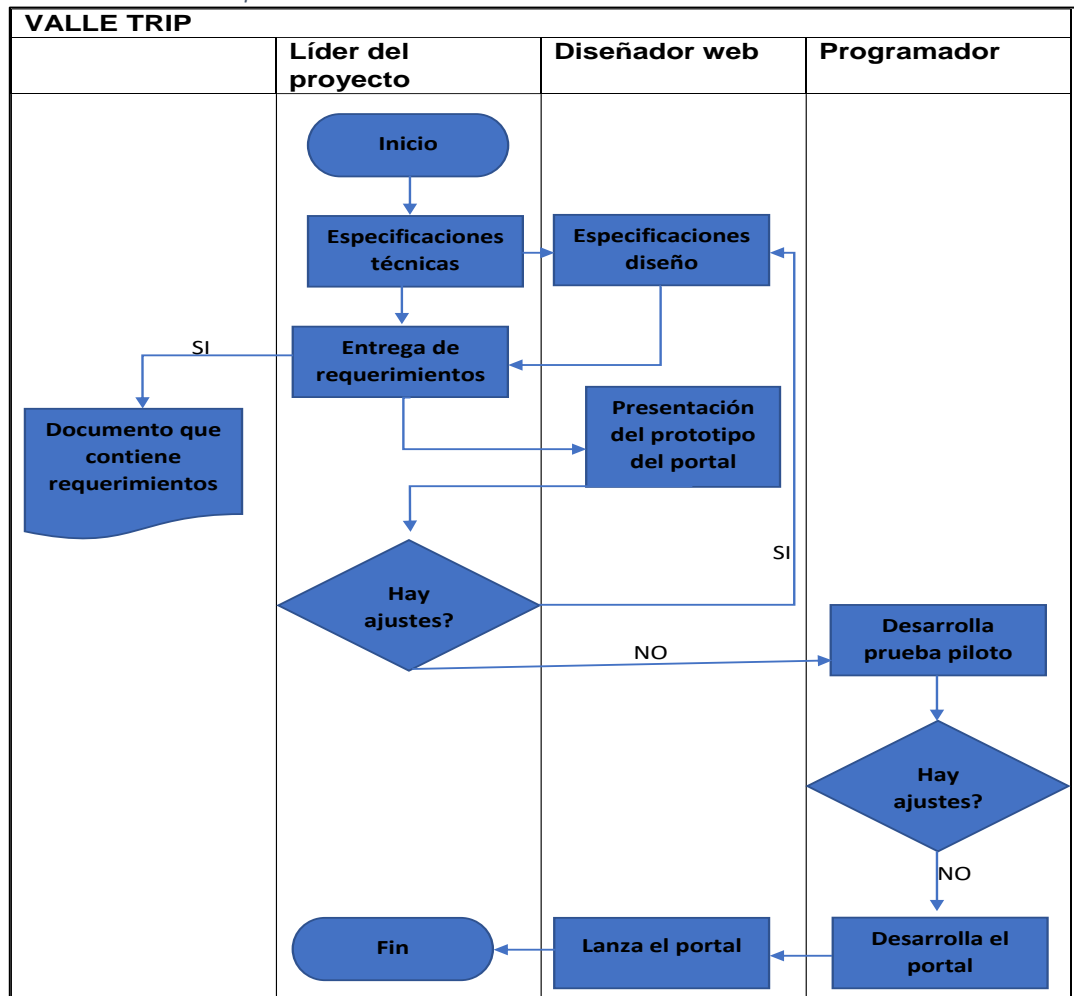 VALLE TRIP
Líder del
proyecto
Diseñador web
Programador
Inicio
Especificaciones
técnicas
Especificaciones
diseño
SI
Entrega de
requerimientos
Documento que
contiene
requerimientos
Presentación
del prototipo
del portal
SI
Hay
ajustes?
NO
Desarrolla
prueba piloto
Hay
ajustes?
NO
Fin
Lanza el portal
Desarrolla el
portal